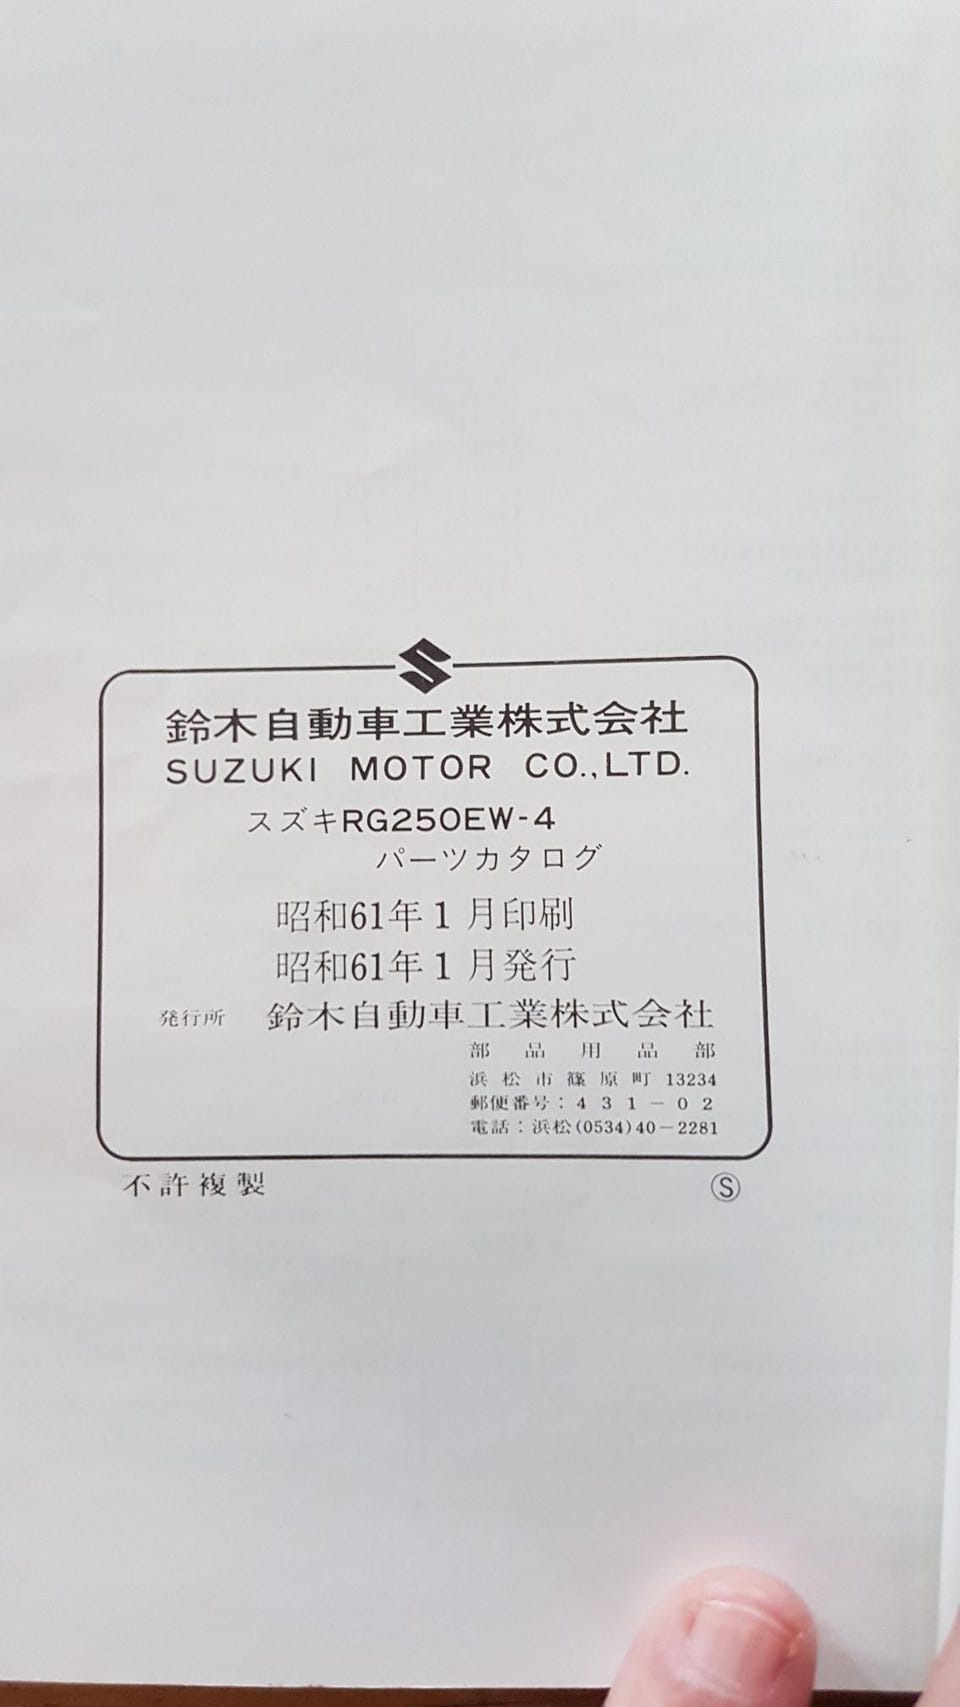 鈴木自動車工業株式会社
SUZUKI MOTOR CO.,LTD.
スズキRG250EW-4
パーツカタログ
昭和61年1月印刷
昭和61年1月発行
発行所 鈴木自動車工業株式会社
部品用品部
浜松市篠原町13234
郵便番号：431－02
電話：浜松(0534)40－2281
不許複製 Ⓢ